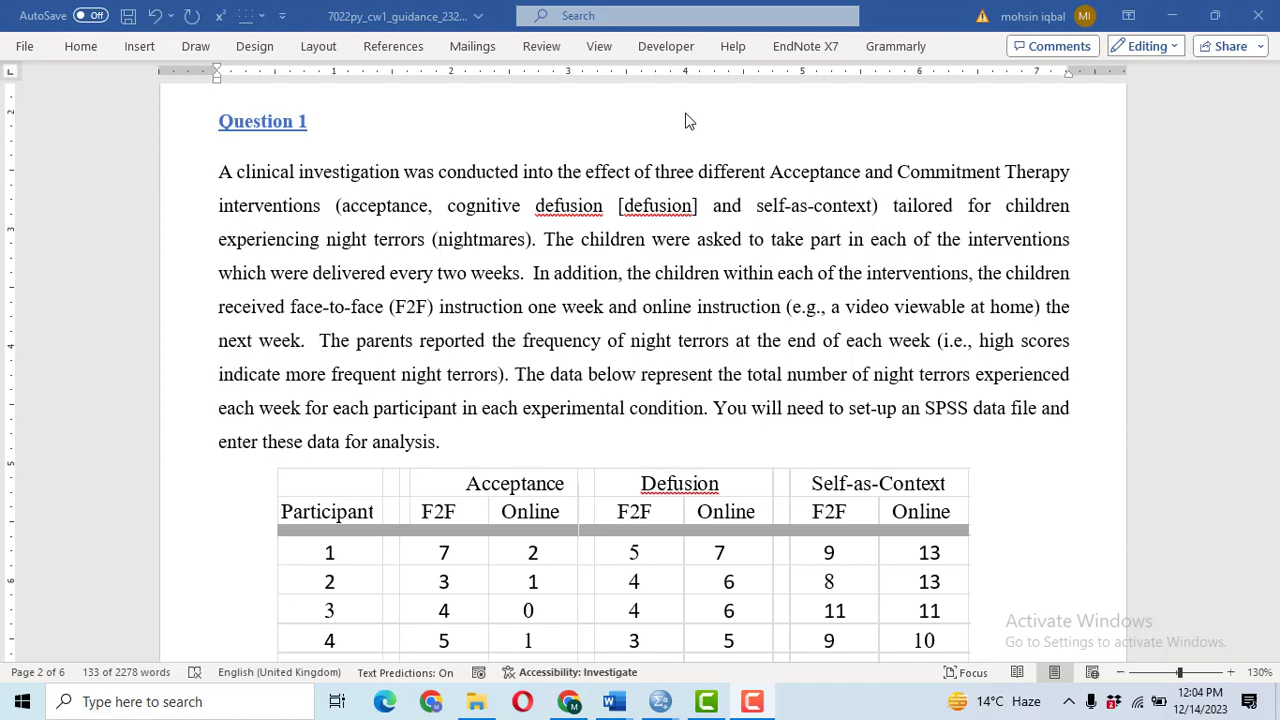 AutoSave Off 7022py_cw1_guidance_232... Search mohsin iqbal MI
File Home Insert Draw Design Layout References Mailings Review View Developer Help EndNote X7 Grammarly Comments Editing Share
1 2 3 4 5 6 7
Question 1
A clinical investigation was conducted into the effect of three different Acceptance and Commitment Therapy
interventions (acceptance, cognitive defusion [defusion] and self-as-context) tailored for children
experiencing night terrors (nightmares). The children were asked to take part in each of the interventions
which were delivered every two weeks. In addition, the children within each of the interventions, the children
received face-to-face (F2F) instruction one week and online instruction (e.g., a video viewable at home) the
next week. The parents reported the frequency of night terrors at the end of each week (i.e., high scores
indicate more frequent night terrors). The data below represent the total number of night terrors experienced
each week for each participant in each experimental condition. You will need to set-up an SPSS data file and
enter these data for analysis.
Acceptance Defusion Self-as-Context
Participant F2F Online F2F Online F2F Online
1 7 2 5 7 9 13
2 3 1 4 6 8 13
3 4 0 4 6 11 11
4 5 1 3 5 9 10
Activate Windows
Go to Settings to activate Windows.
Page 2 of 6 133 of 2278 words English (United Kingdom) Text Predictions: On Accessibility: Investigate Focus 130%
Type here to search 14°C Haze 12:04 PM
12/14/2023